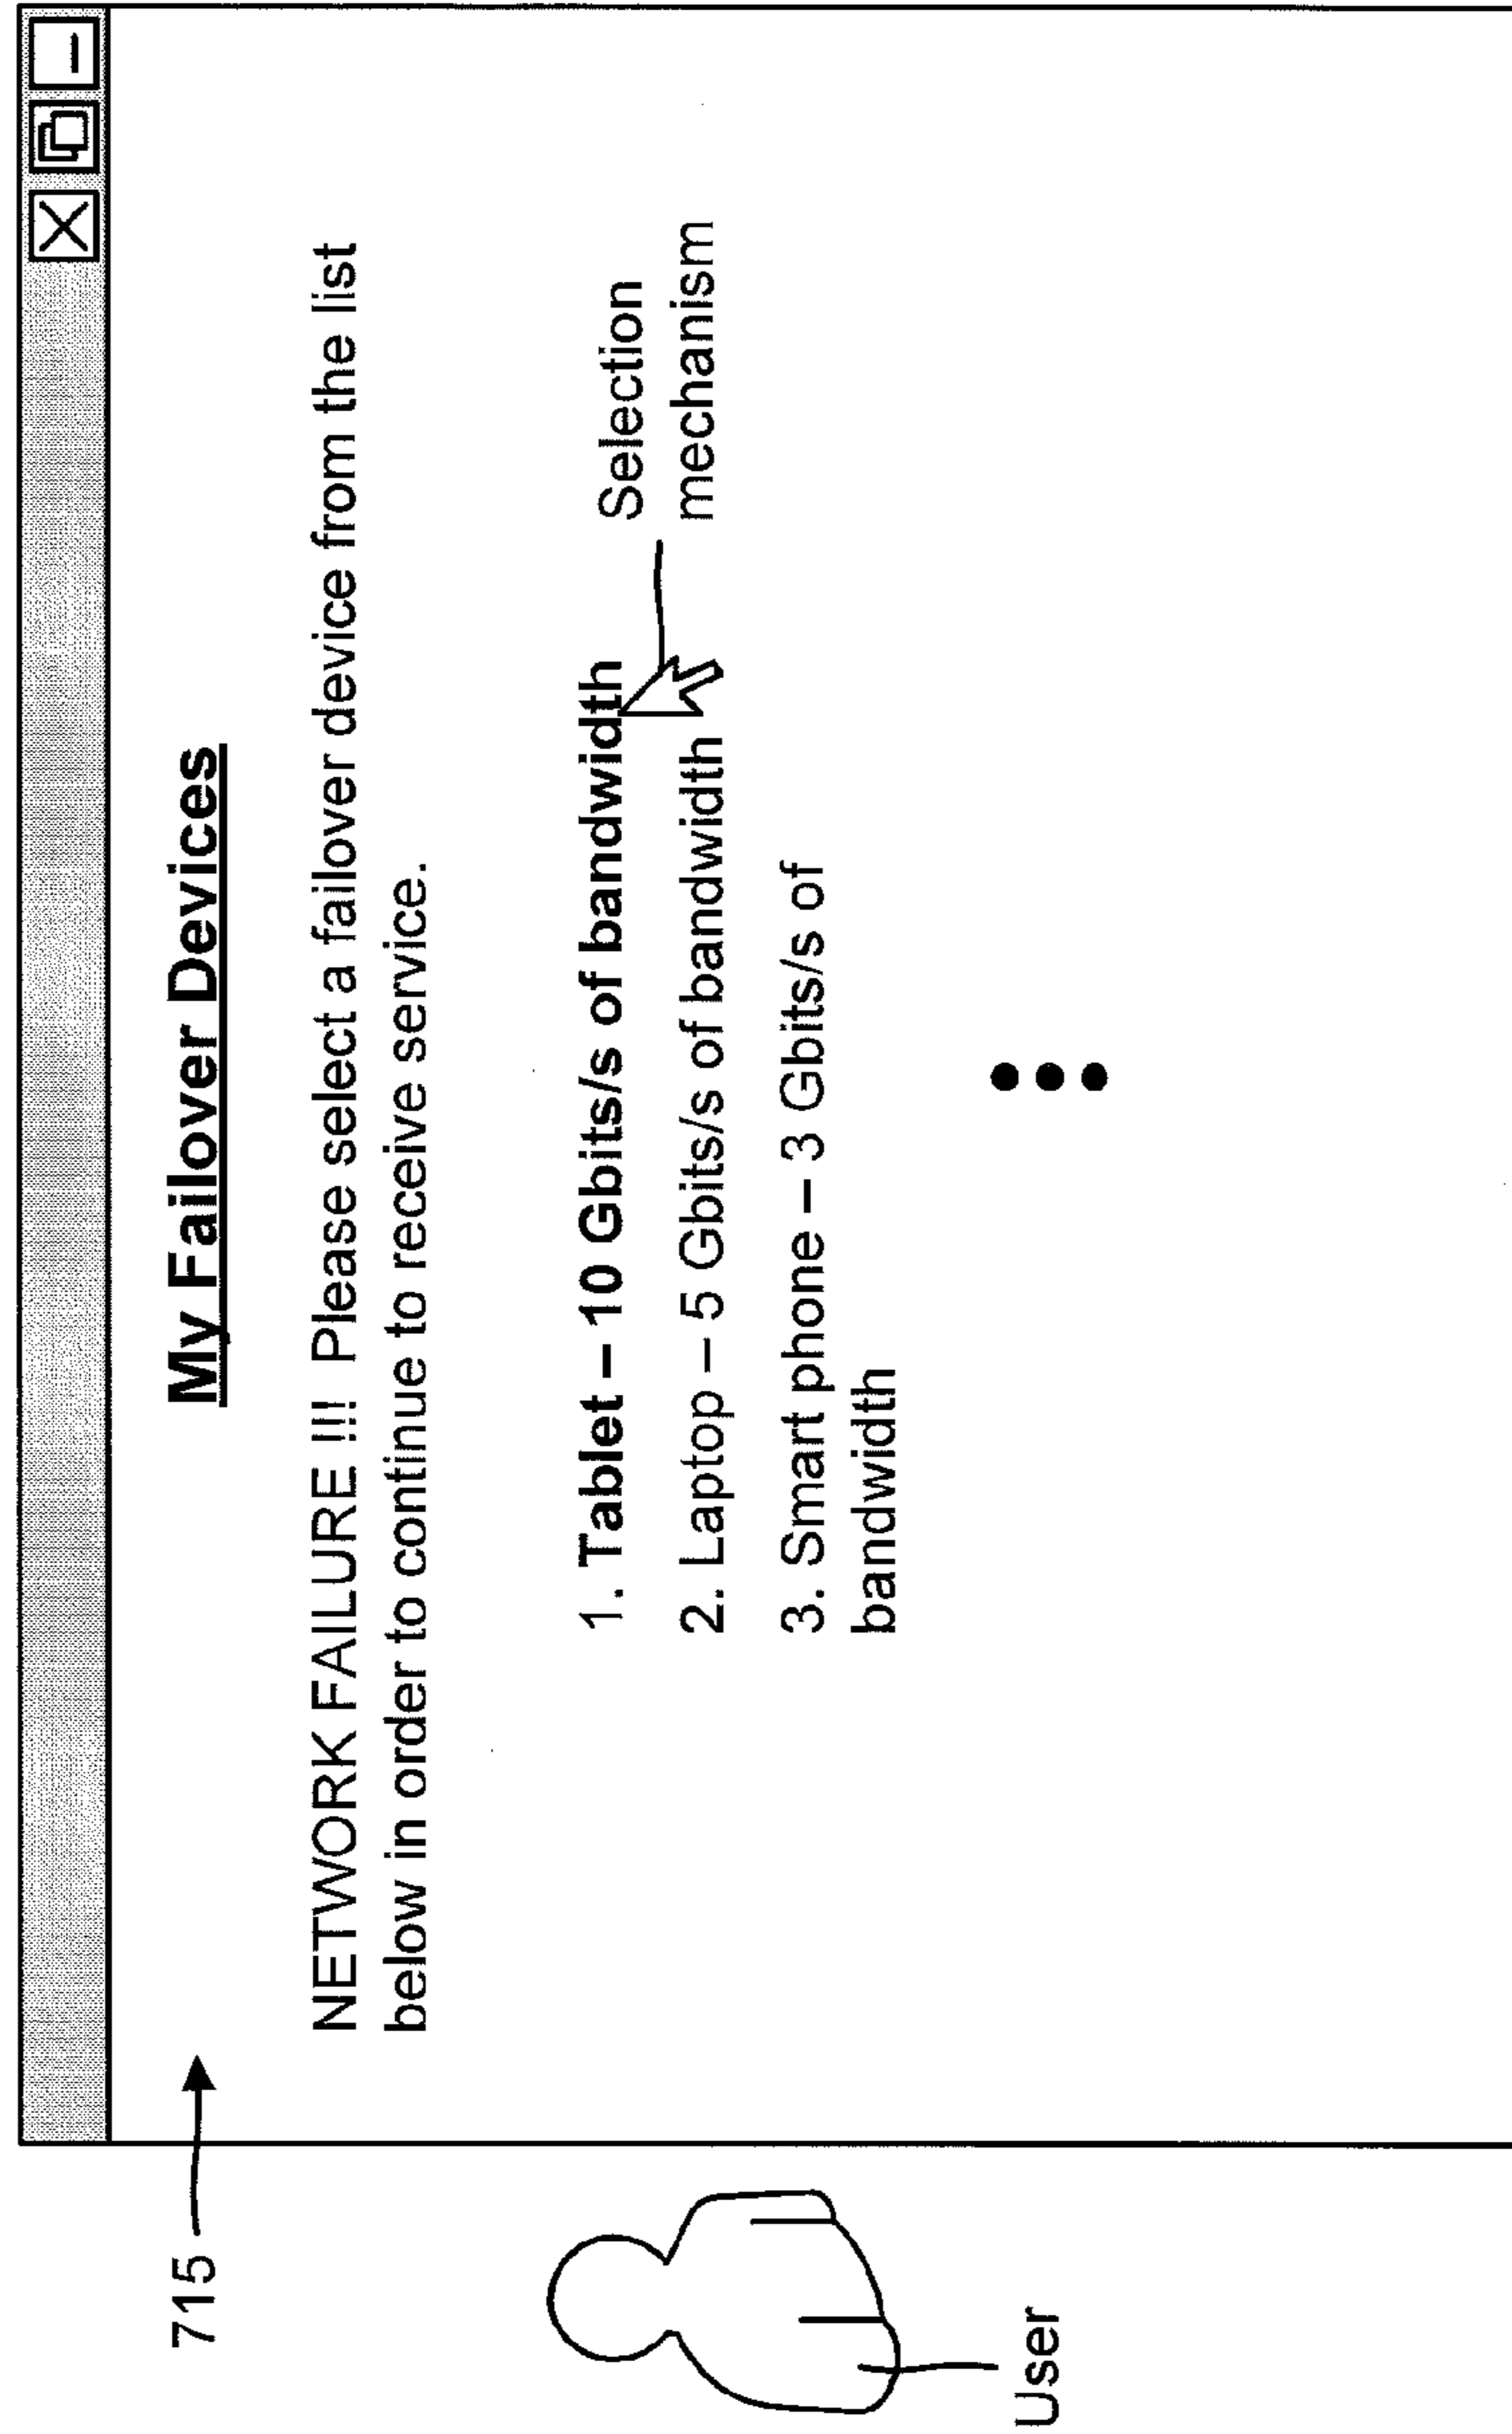 My Failover Devices
NETWORK FAILURE !!! Please select a failover device from the list
below in order to continue to receive service.
1. Tablet – 10 Gbits/s of bandwidth
2. Laptop – 5 Gbits/s of bandwidth
3. Smart phone – 3 Gbits/s of
bandwidth
Selection
mechanism
715
User